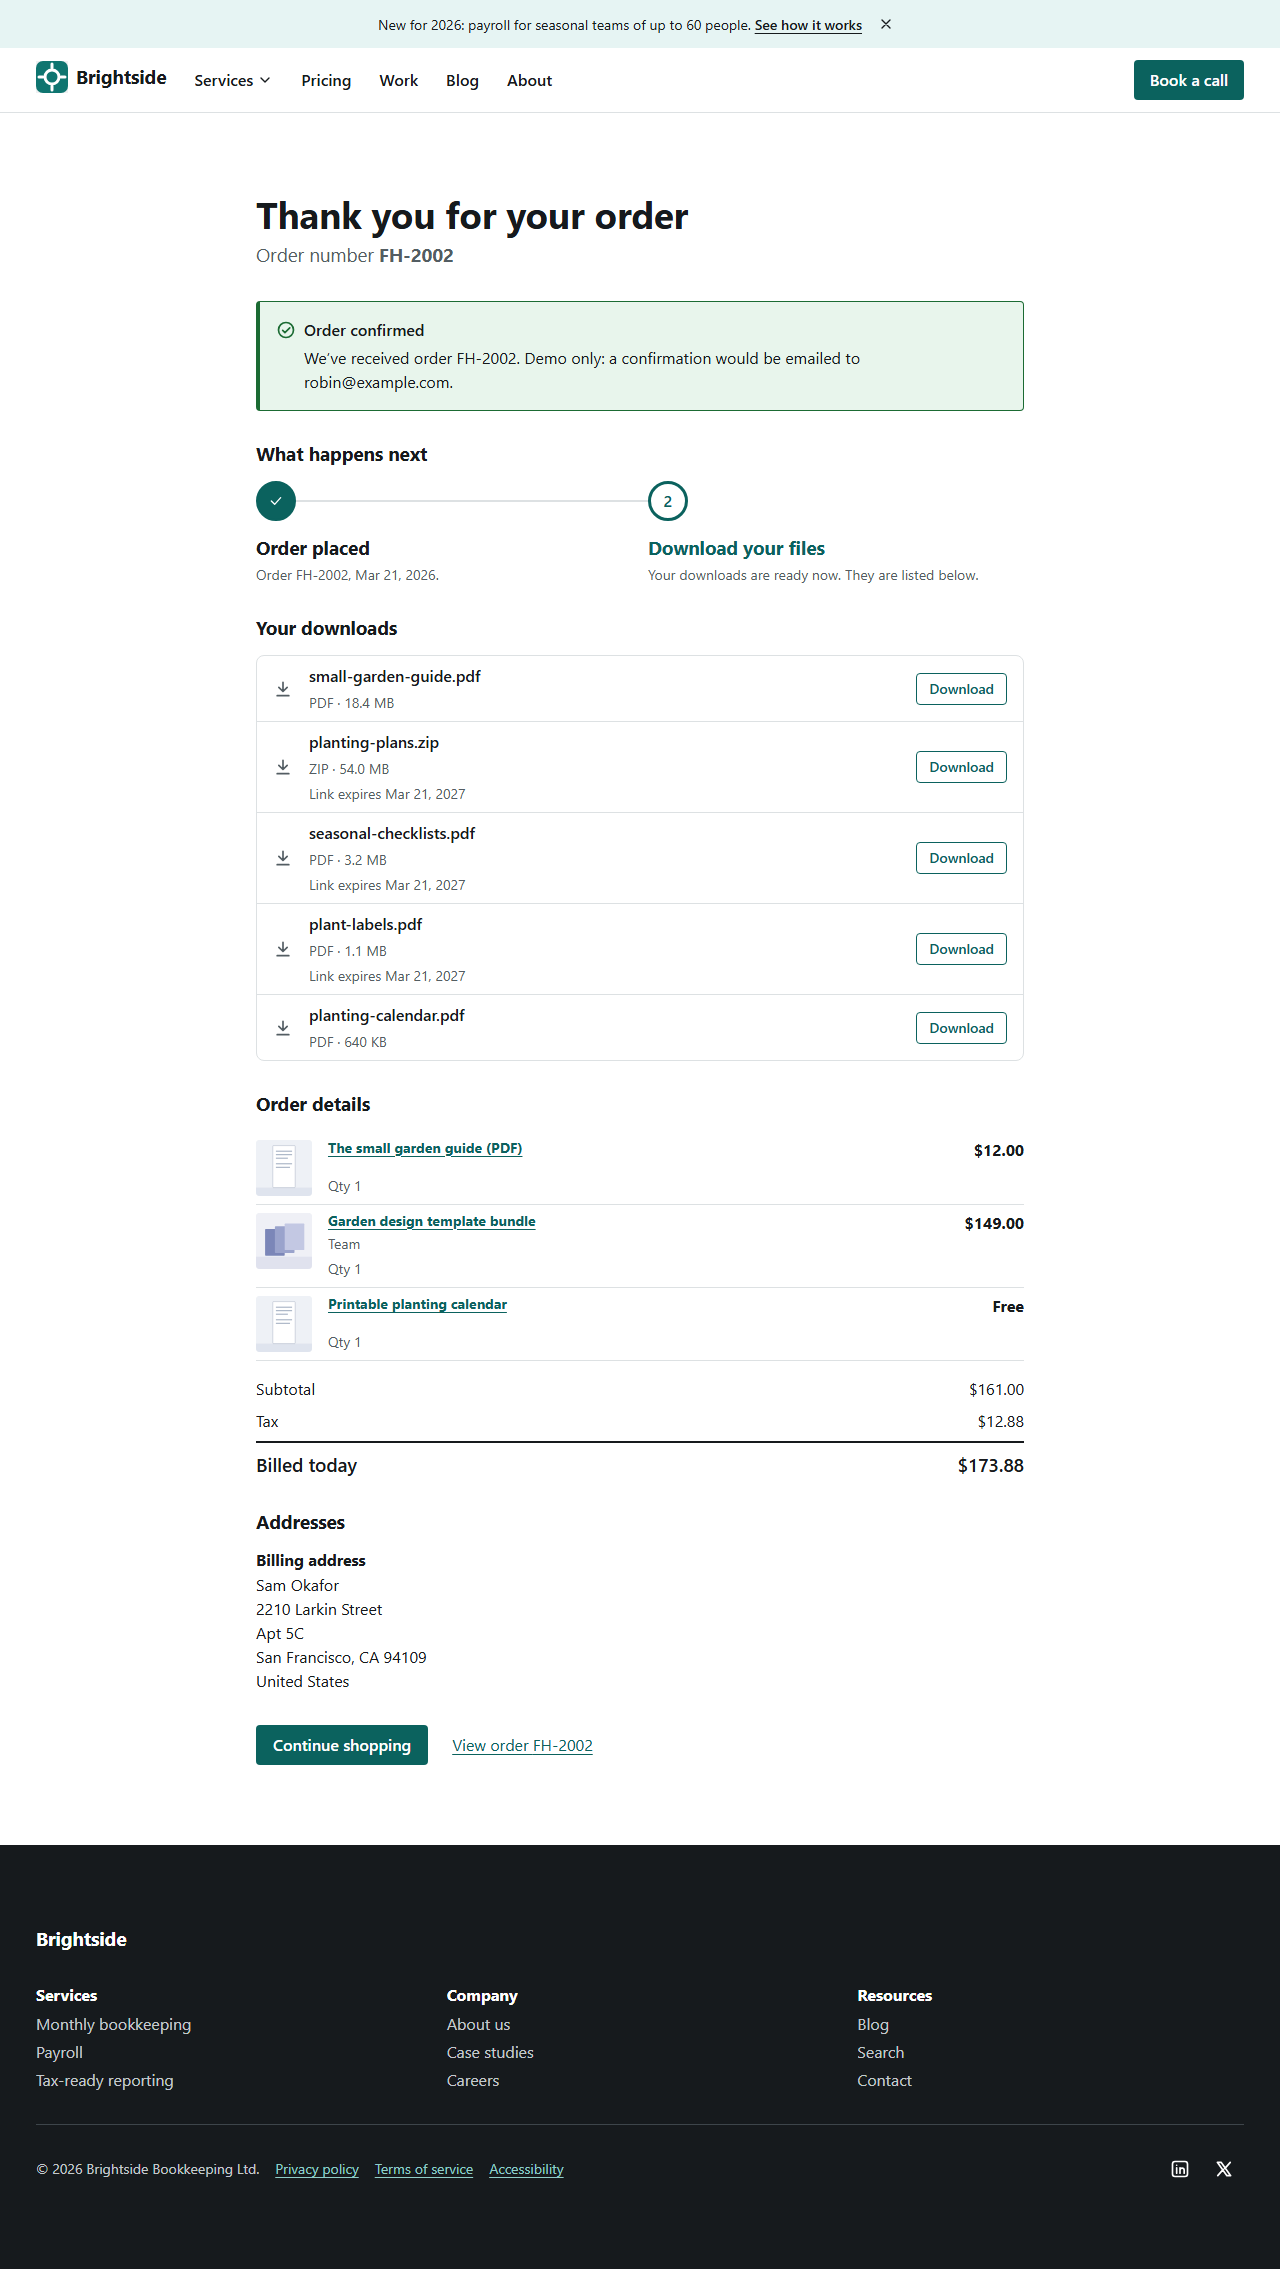 New for 2026: payroll for seasonal teams of up to 60 people. See how it works
Brightside
Services
Pricing
Work
Blog
About
Book a call
Thank you for your order
Order number FH-2002
Order confirmed
We’ve received order FH-2002. Demo only: a confirmation would be emailed to
robin@example.com.
What happens next
2
Order placed
Order FH-2002, Mar 21, 2026.
Download your files
Your downloads are ready now. They are listed below.
Your downloads
small-garden-guide.pdf
PDF · 18.4 MB
Download
planting-plans.zip
ZIP · 54.0 MB
Link expires Mar 21, 2027
Download
seasonal-checklists.pdf
PDF · 3.2 MB
Link expires Mar 21, 2027
Download
plant-labels.pdf
PDF · 1.1 MB
Link expires Mar 21, 2027
Download
planting-calendar.pdf
PDF · 640 KB
Download
Order details
The small garden guide (PDF)
$12.00
Qty 1
Garden design template bundle
$149.00
Team
Qty 1
Printable planting calendar
Free
Qty 1
Subtotal
$161.00
Tax
$12.88
Billed today
$173.88
Addresses
Billing address
Sam Okafor
2210 Larkin Street
Apt 5C
San Francisco, CA 94109
United States
Continue shopping
View order FH-2002
Brightside
Services
Monthly bookkeeping
Payroll
Tax-ready reporting
Company
About us
Case studies
Careers
Resources
Blog
Search
Contact
© 2026 Brightside Bookkeeping Ltd.
Privacy policy
Terms of service
Accessibility